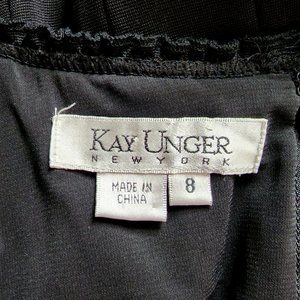 KAY UNGER
NEW YORK
MADE IN
CHINA
8